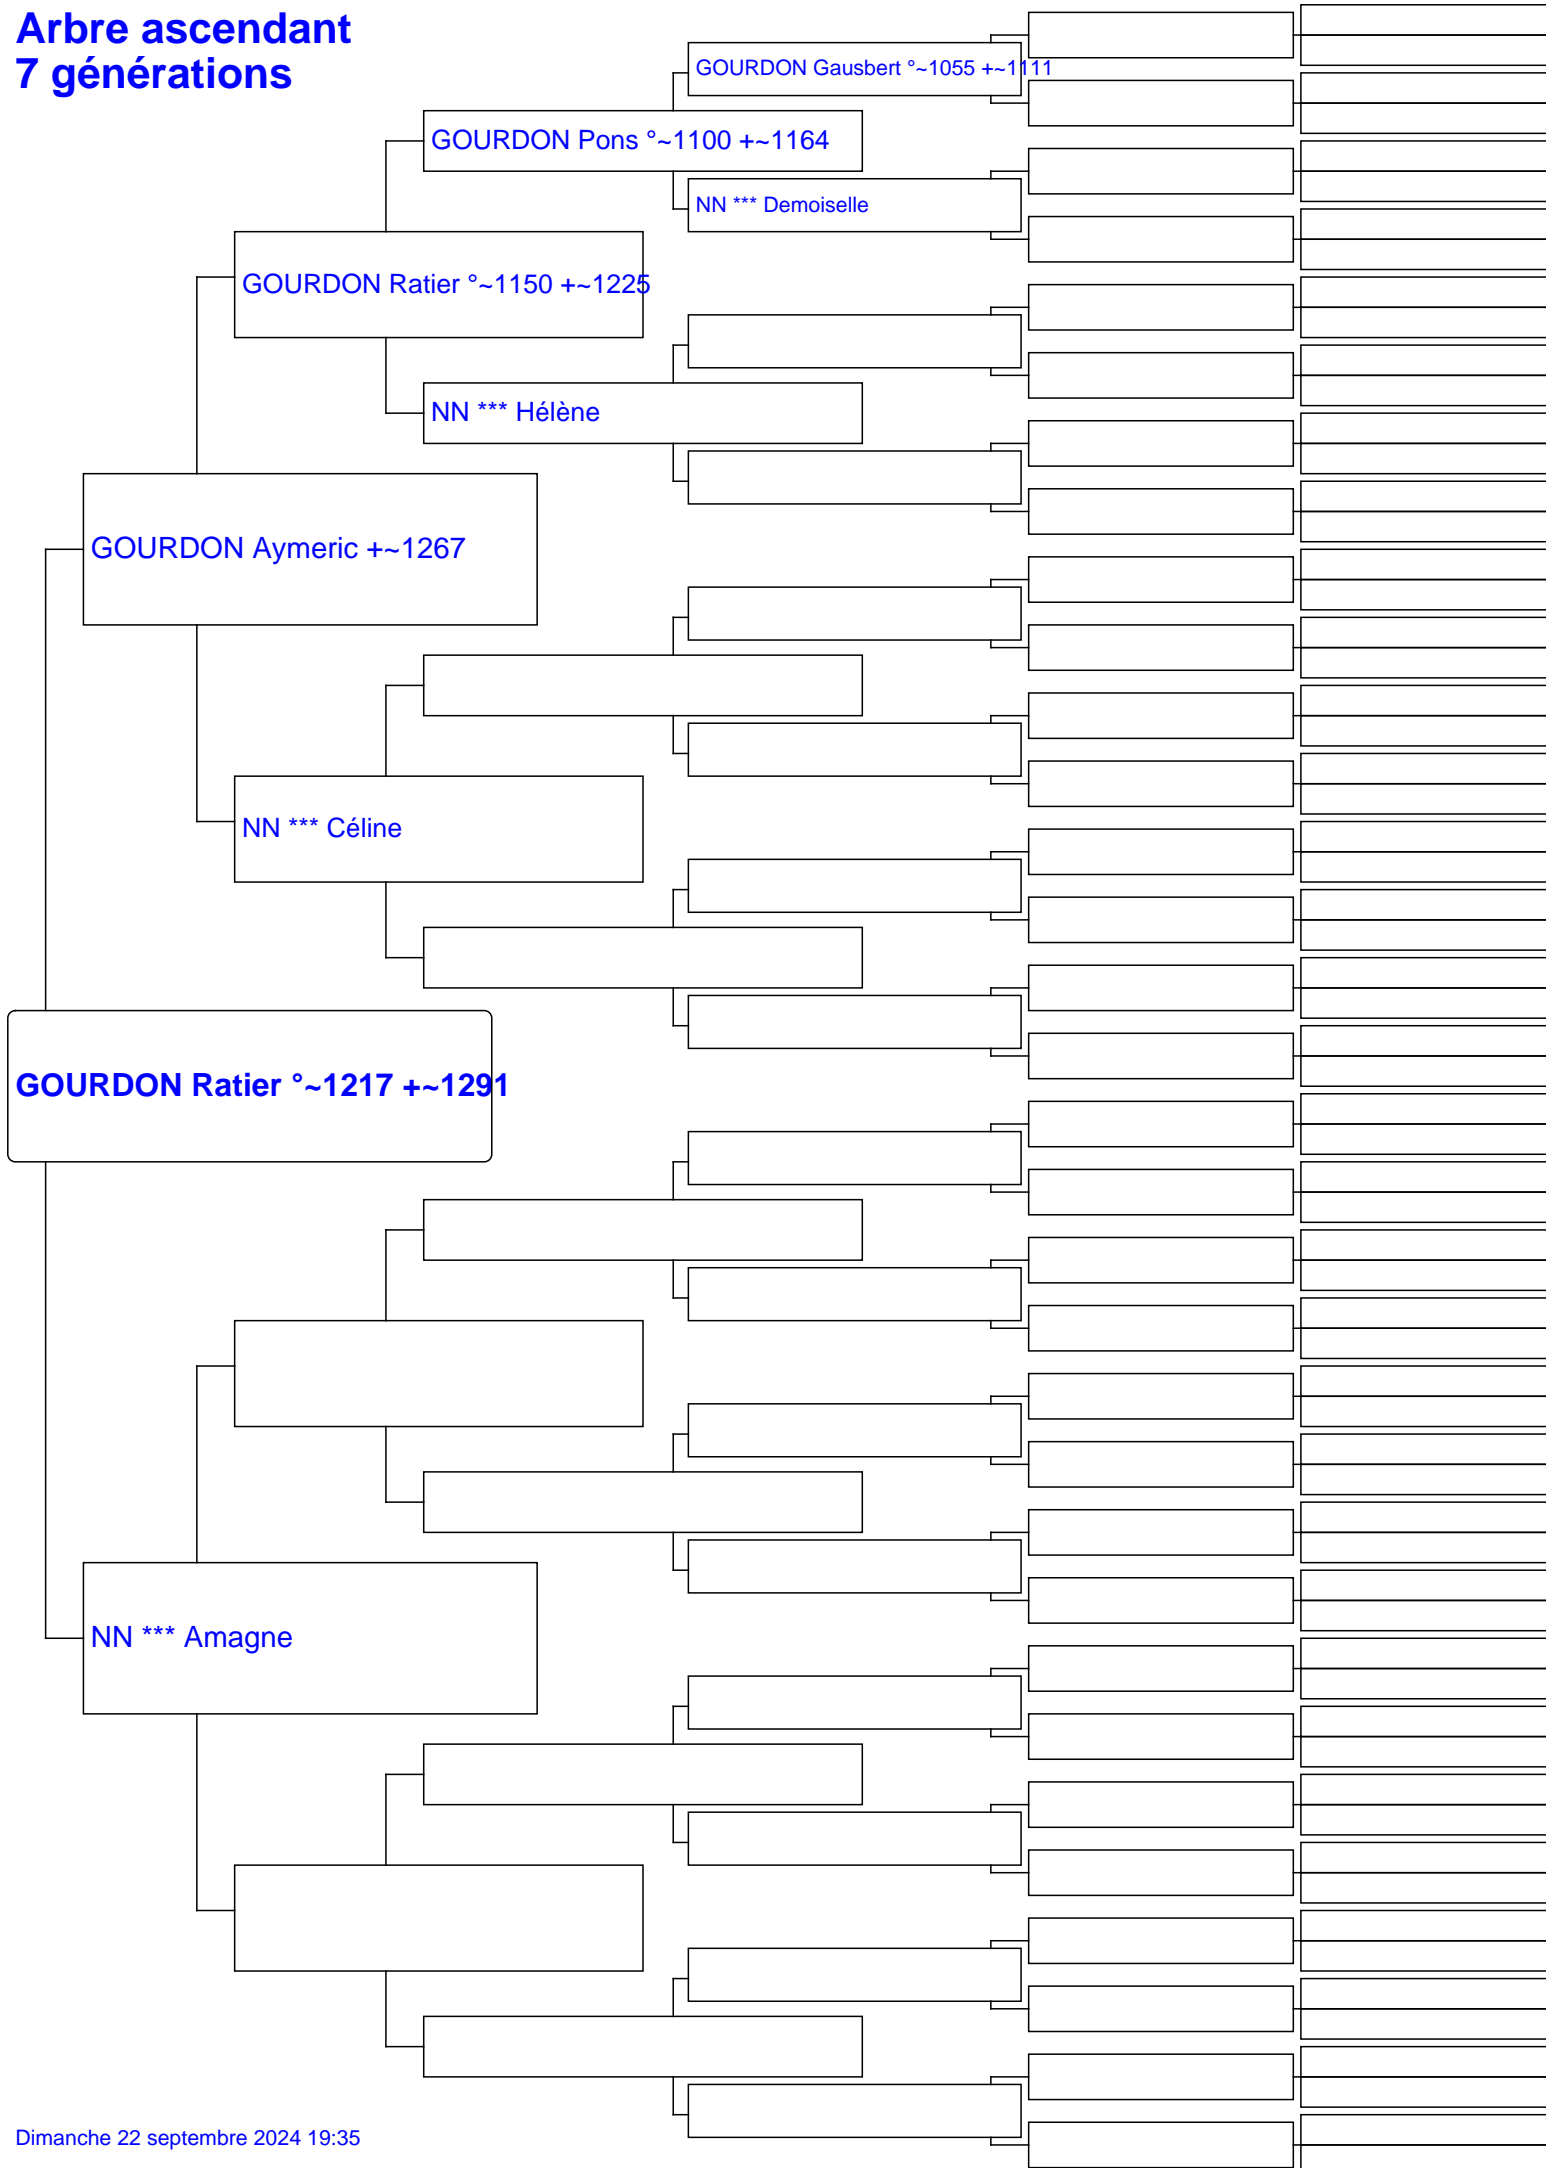 Arbre ascendant
7 générations
GOURDON Gausbert °~1055 +~1111
GOURDON Pons °~1100 +~1164
NN *** Demoiselle
GOURDON Ratier °~1150 +~1225
NN *** Hélène
GOURDON Aymeric +~1267
NN *** Céline
GOURDON Ratier °~1217 +~1291
NN *** Amagne
Dimanche 22 septembre 2024 19:35